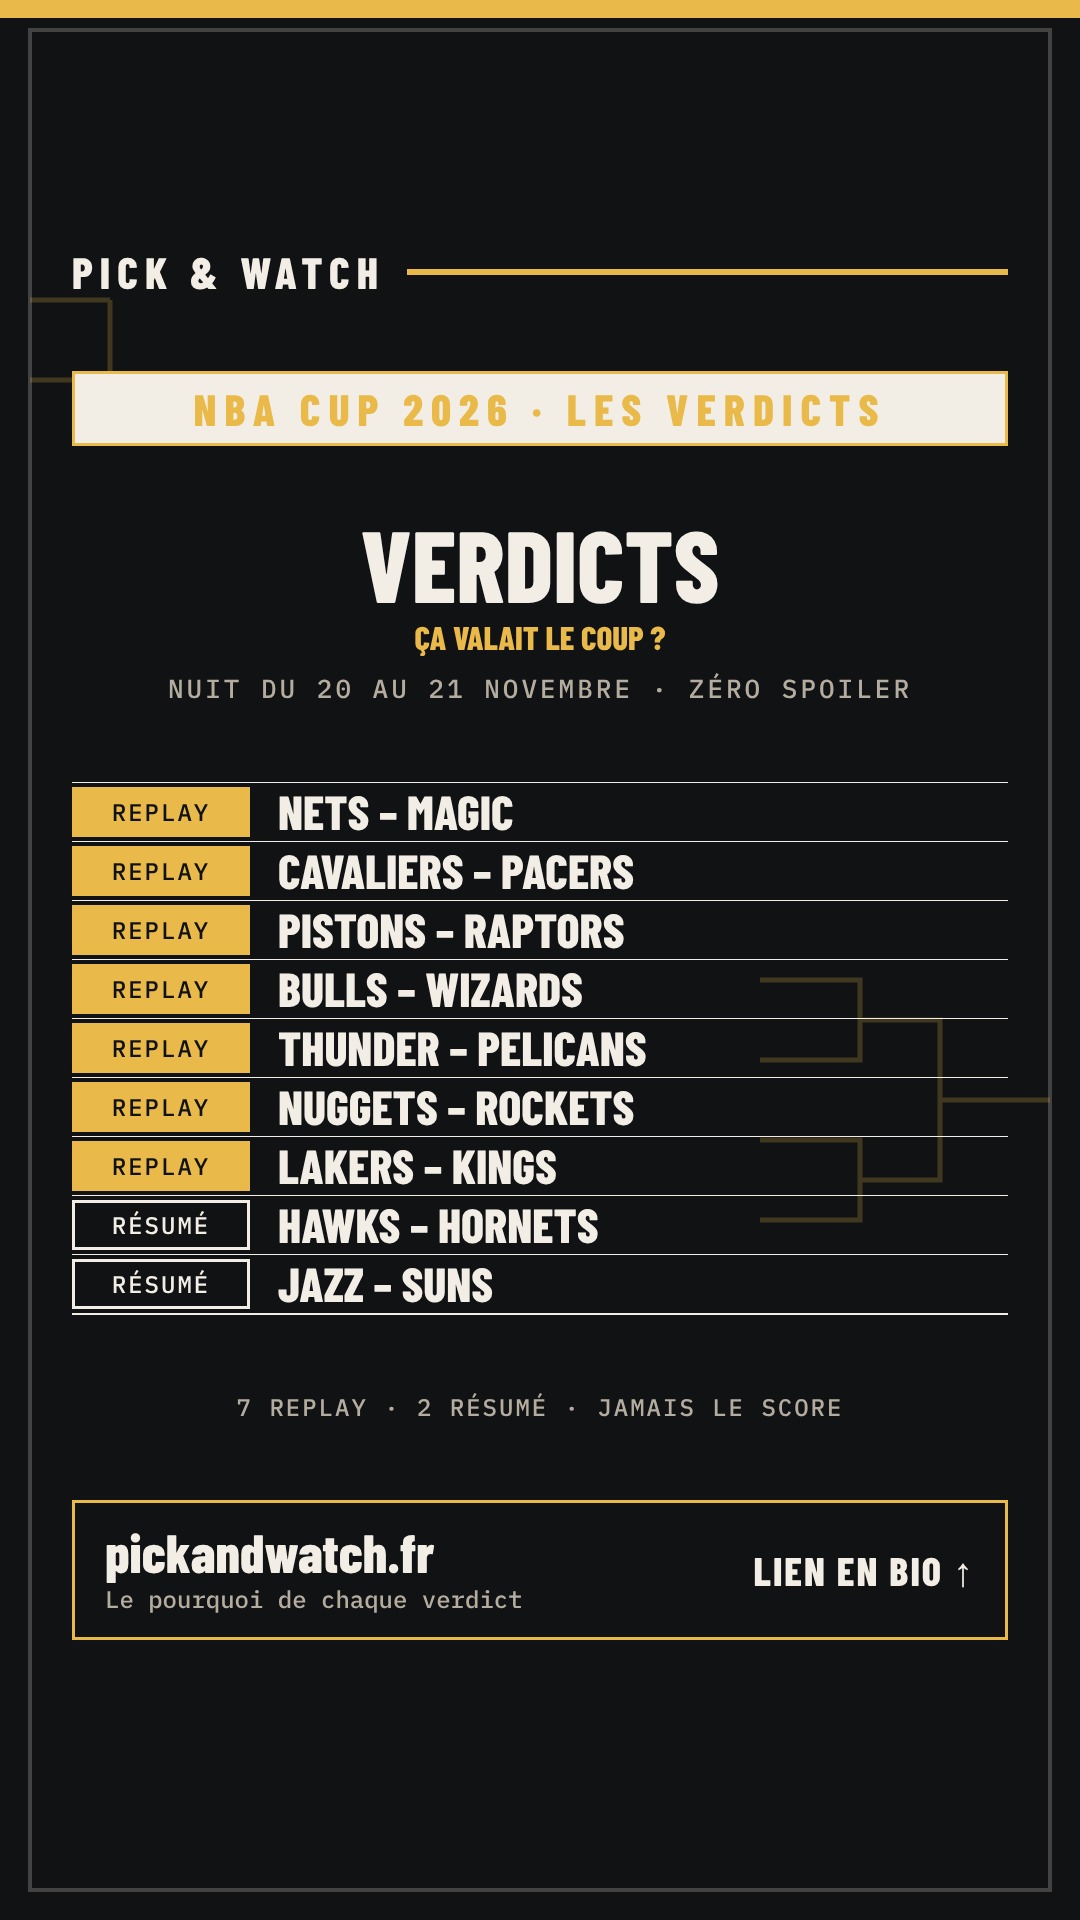 PICK & WATCH
NBA CUP 2026 · LES VERDICTS
VERDICTS
ÇA VALAIT LE COUP ?
NUIT DU 20 AU 21 NOVEMBRE · ZÉRO SPOILER
REPLAY NETS – MAGIC
REPLAY CAVALIERS – PACERS
REPLAY PISTONS – RAPTORS
REPLAY BULLS – WIZARDS
REPLAY THUNDER – PELICANS
REPLAY NUGGETS – ROCKETS
REPLAY LAKERS – KINGS
RÉSUMÉ HAWKS – HORNETS
RÉSUMÉ JAZZ – SUNS
7 REPLAY · 2 RÉSUMÉ · JAMAIS LE SCORE
pickandwatch.fr
Le pourquoi de chaque verdict
LIEN EN BIO ↑